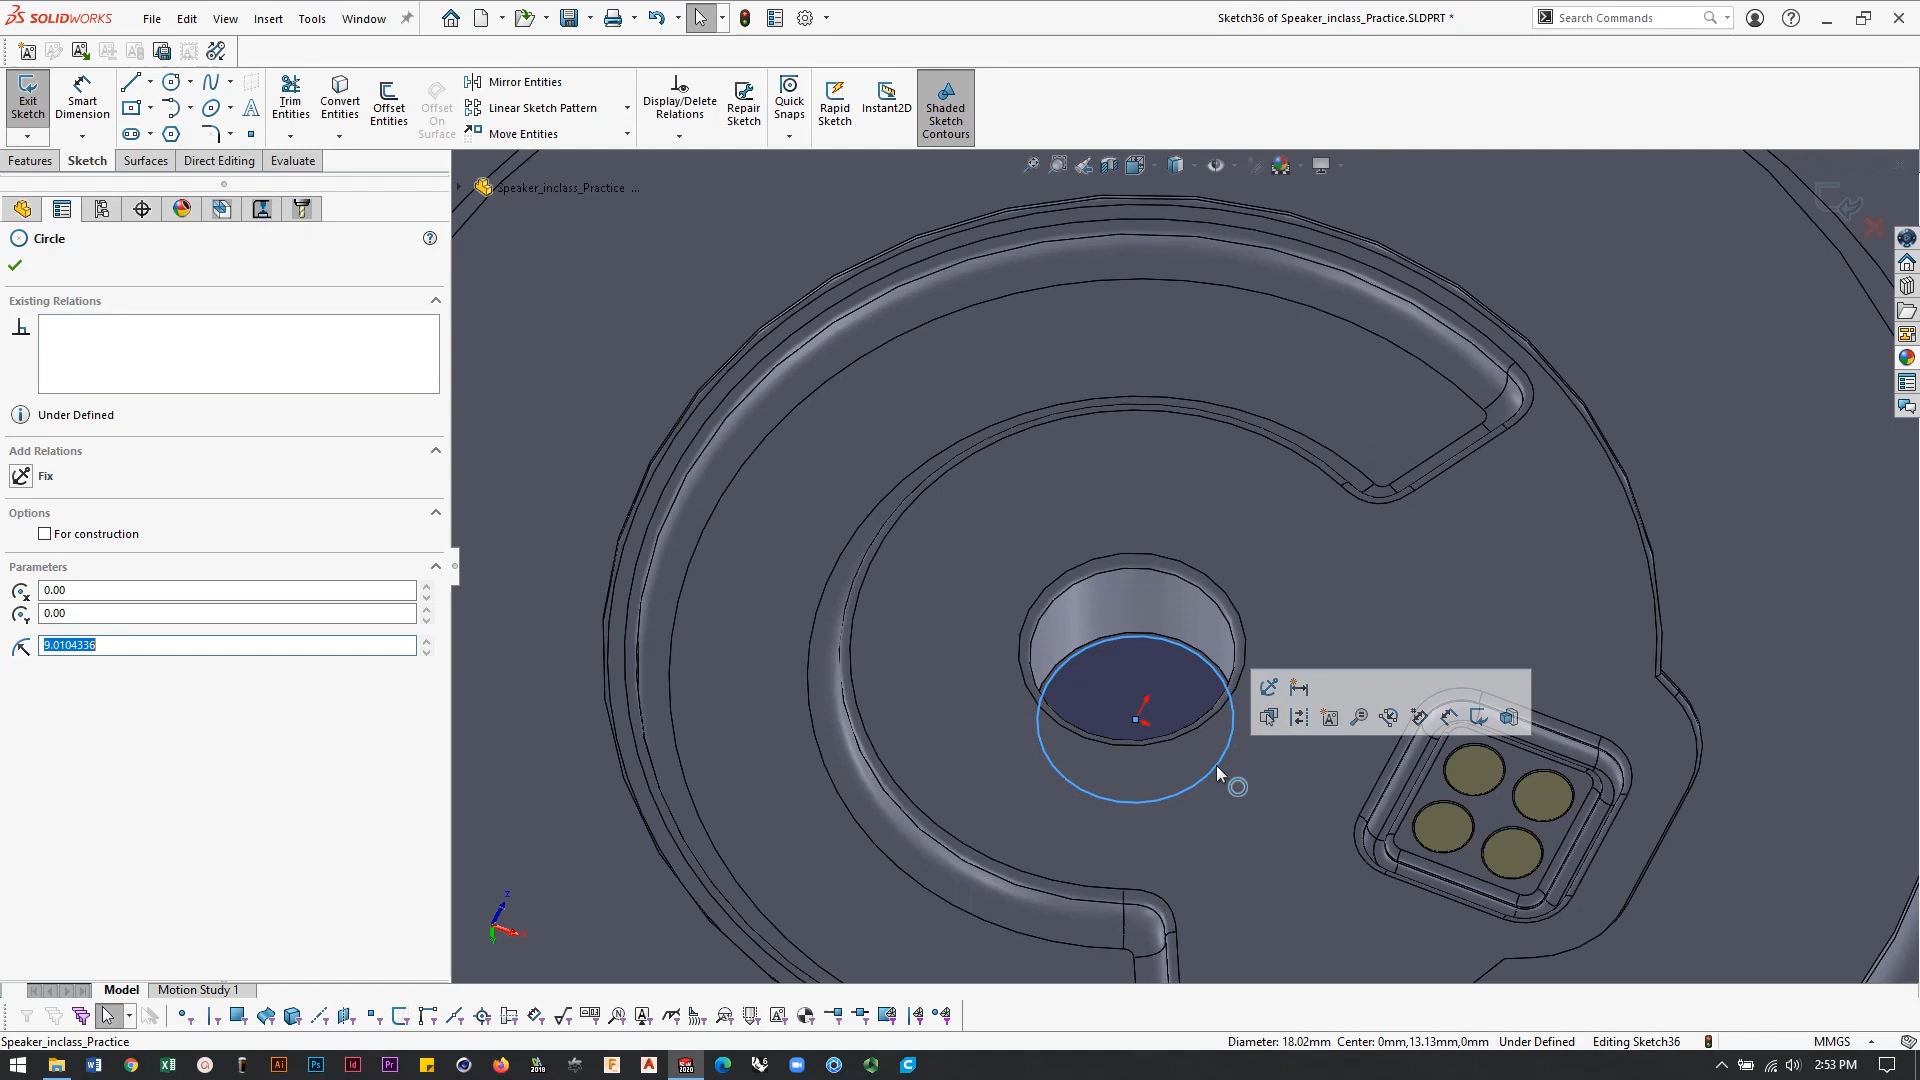 SOLIDWORKS File Edit View Insert Tools Window Sketch36 of Speaker_inclass_Practice.SLDPRT * Search Commands
Exit Sketch
Smart Dimension
Trim Entities
Convert Entities
Offset Entities
Offset On Surface
Mirror Entities
Linear Sketch Pattern
Move Entities
Display/Delete Relations
Repair Sketch
Quick Snaps
Rapid Sketch
Instant2D
Shaded Sketch Contours
Features Sketch Surfaces Direct Editing Evaluate
Speaker_inclass_Practice ...
Circle
Existing Relations
Under Defined
Add Relations
Fix
Options
For construction
Parameters
0.00
0.00
9.0104336
Model Motion Study 1
Speaker_inclass_Practice Diameter: 18.02mm Center: 0mm,13.13mm,0mm Under Defined Editing Sketch36 MMGS
2:53 PM